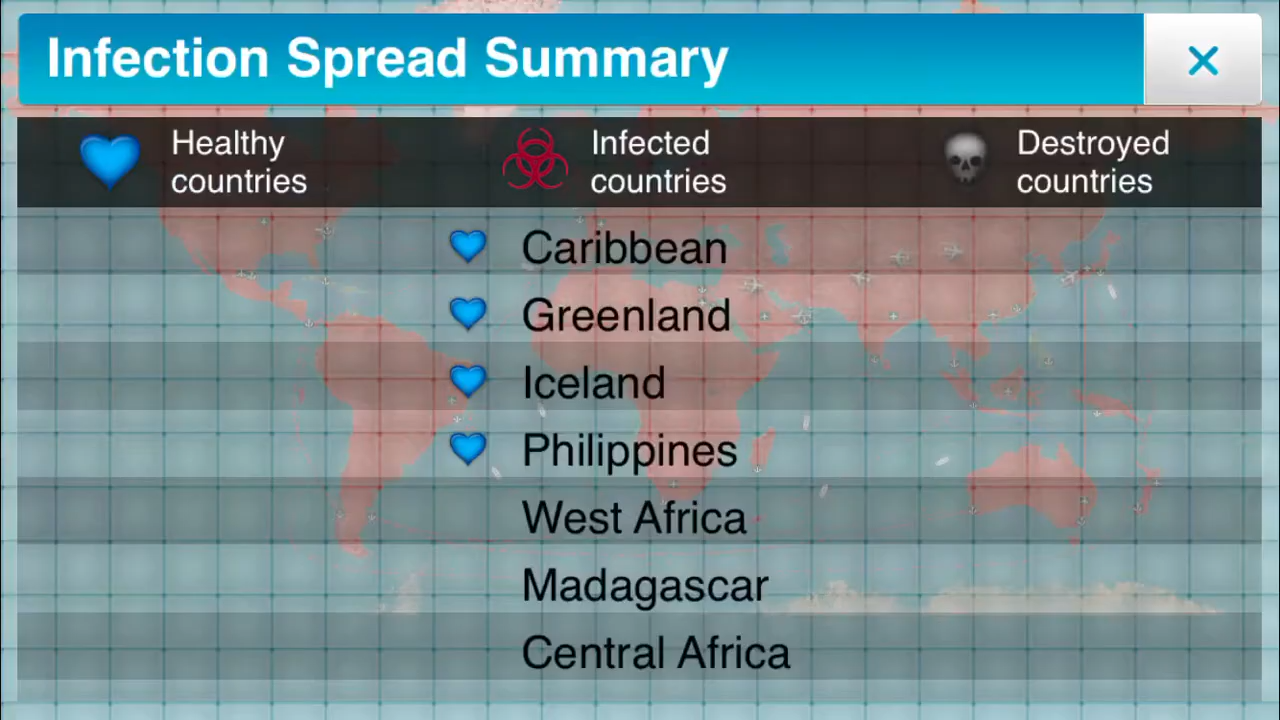 Infection Spread Summary
Healthy
countries
Infected
countries
Destroyed
countries
Caribbean
Greenland
Iceland
Philippines
West Africa
Madagascar
Central Africa